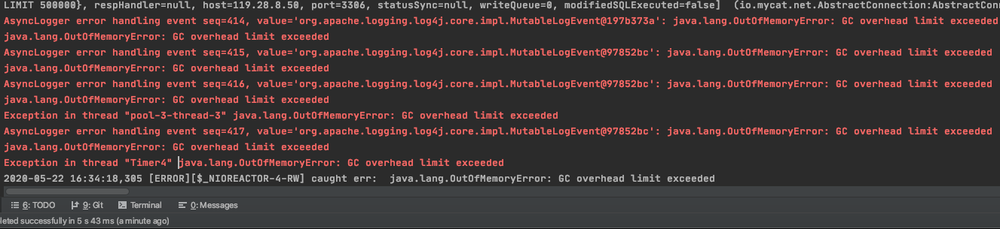 LIMIT 500000}, respHandler=null, host=119.28.8.50, port=3306, statusSync=null, writeQueue=0, modifiedSQLExecuted=false]  (io.mycat.net.AbstractConnection:AbstractConn
AsyncLogger error handling event seq=414, value='org.apache.logging.log4j.core.impl.MutableLogEvent@197b373a': java.lang.OutOfMemoryError: GC overhead limit exceeded
java.lang.OutOfMemoryError: GC overhead limit exceeded
AsyncLogger error handling event seq=415, value='org.apache.logging.log4j.core.impl.MutableLogEvent@97852bc': java.lang.OutOfMemoryError: GC overhead limit exceeded
java.lang.OutOfMemoryError: GC overhead limit exceeded
AsyncLogger error handling event seq=416, value='org.apache.logging.log4j.core.impl.MutableLogEvent@97852bc': java.lang.OutOfMemoryError: GC overhead limit exceeded
java.lang.OutOfMemoryError: GC overhead limit exceeded
Exception in thread "pool-3-thread-3" java.lang.OutOfMemoryError: GC overhead limit exceeded
AsyncLogger error handling event seq=417, value='org.apache.logging.log4j.core.impl.MutableLogEvent@97852bc': java.lang.OutOfMemoryError: GC overhead limit exceeded
java.lang.OutOfMemoryError: GC overhead limit exceeded
Exception in thread "Timer4" java.lang.OutOfMemoryError: GC overhead limit exceeded
2020-05-22 16:34:18,305 [ERROR][$_NIOREACTOR-4-RW] caught err:  java.lang.OutOfMemoryError: GC overhead limit exceeded
6: TODO 9: Git Terminal 0: Messages
leted successfully in 5 s 43 ms (a minute ago)